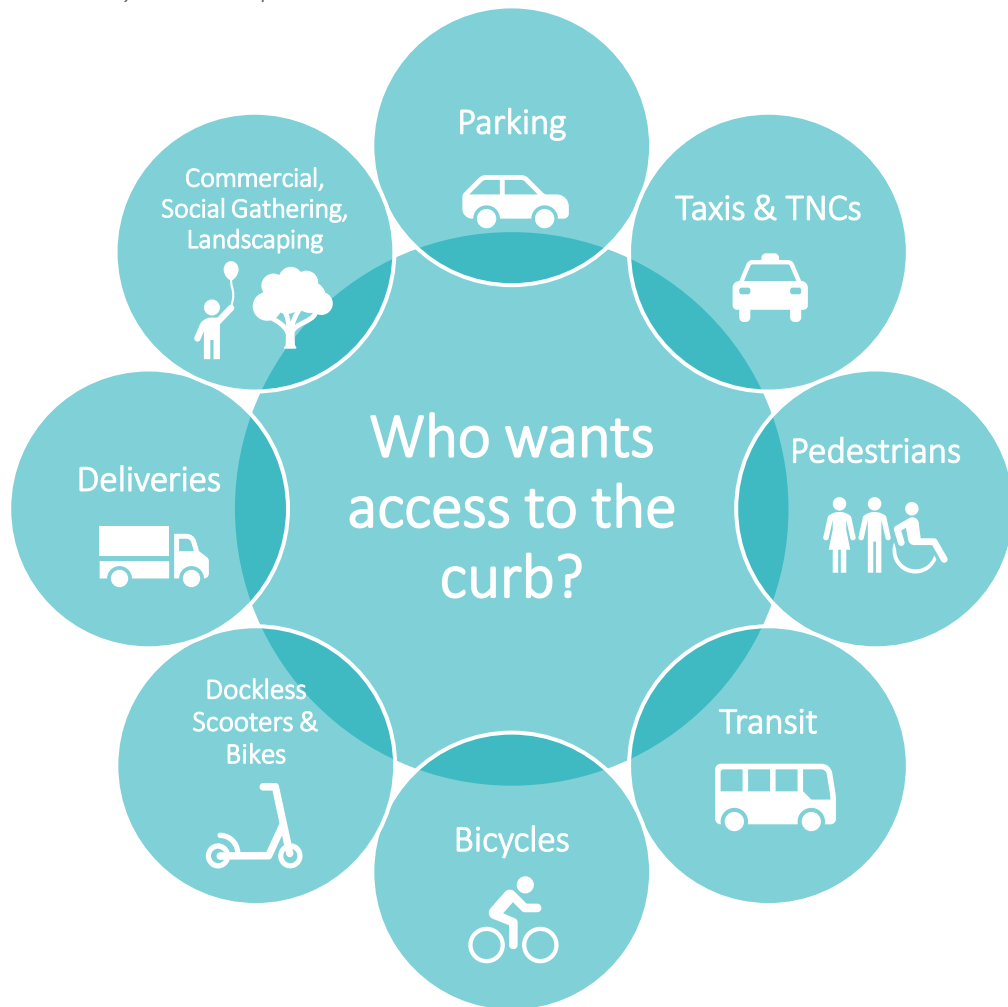 Parking
Taxis & TNCs
Pedestrians
Transit
Bicycles
Dockless
Scooters &
Bikes
Deliveries
Commercial,
Social Gathering,
Landscaping
Who wants
access to the
curb?